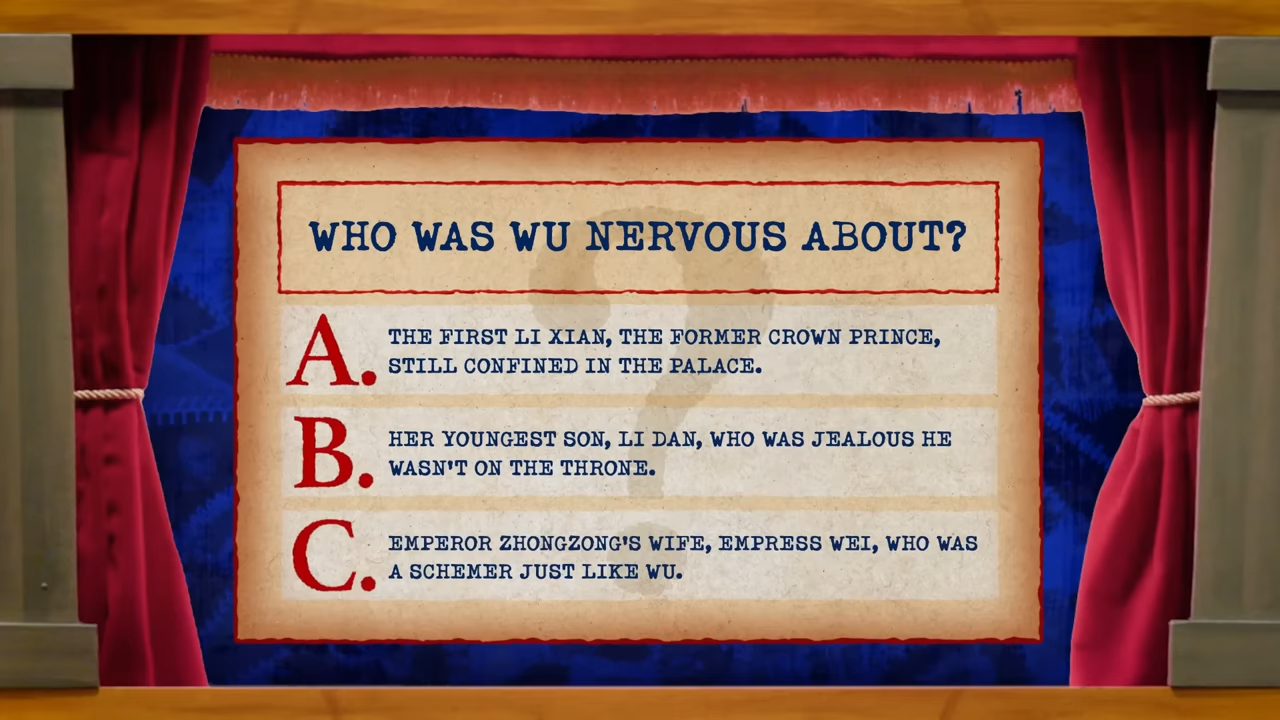 WHO WAS WU NERVOUS ABOUT?
A. THE FIRST LI XIAN, THE FORMER CROWN PRINCE,
STILL CONFINED IN THE PALACE.
B. HER YOUNGEST SON, LI DAN, WHO WAS JEALOUS HE
WASN'T ON THE THRONE.
C. EMPEROR ZHONGZONG'S WIFE, EMPRESS WEI, WHO WAS
A SCHEMER JUST LIKE WU.